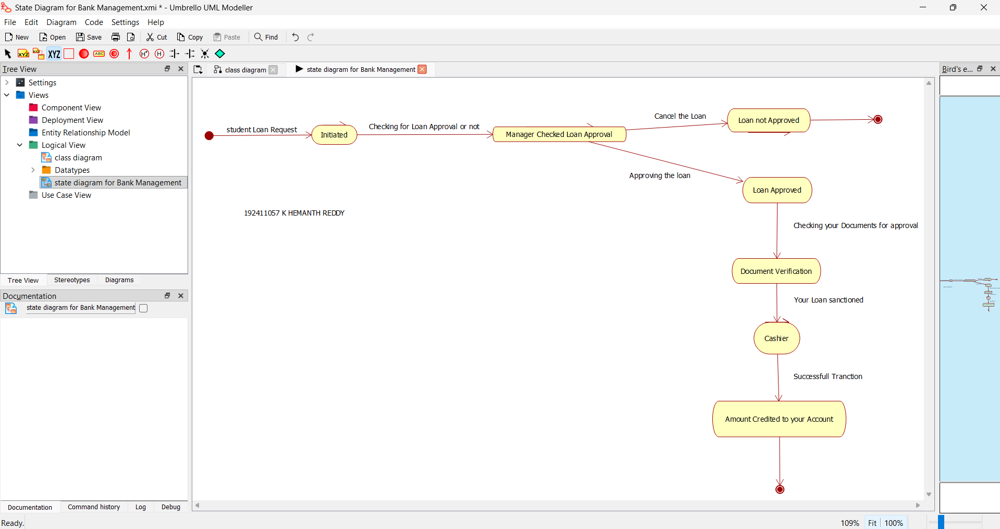 State Diagram for Bank Management.xmi * - Umbrello UML Modeller
File Edit Diagram Code Settings Help
New Open Save Cut Copy Paste Find
XYZ XYZ XYZ ABC H* H
Tree View
class diagram
state diagram for Bank Management
Bird's e...
Settings
Views
Component View
Deployment View
Entity Relationship Model
Logical View
class diagram
Datatypes
state diagram for Bank Management
Use Case View
Tree View Stereotypes Diagrams
Documentation
state diagram for Bank Management
Documentation Command history Log Debug
student Loan Request
Initiated
Checking for Loan Approval or not
Manager Checked Loan Approval
Cancel the Loan
Loan not Approved
Approving the loan
Loan Approved
192411057 K HEMANTH REDDY
Checking your Documents for approval
Document Verification
Your Loan sanctioned
Cashier
Successfull Tranction
Amount Credited to your Account
Ready.
109% Fit 100%